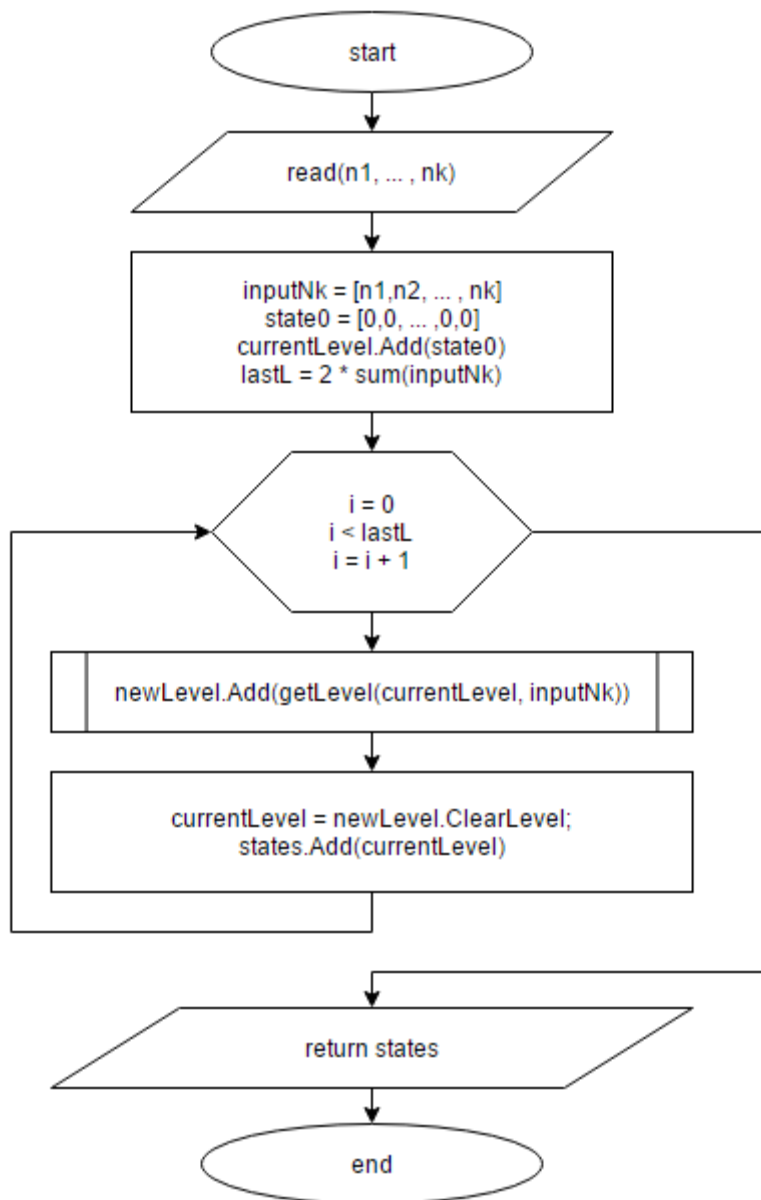 start
read(n1, ... , nk)
inputNk = [n1,n2, ... , nk]
state0 = [0,0, ... ,0,0]
currentLevel.Add(state0)
lastL = 2 * sum(inputNk)
i = 0
i < lastL
i = i + 1
newLevel.Add(getLevel(currentLevel, inputNk))
currentLevel = newLevel.ClearLevel;
states.Add(currentLevel)
return states
end